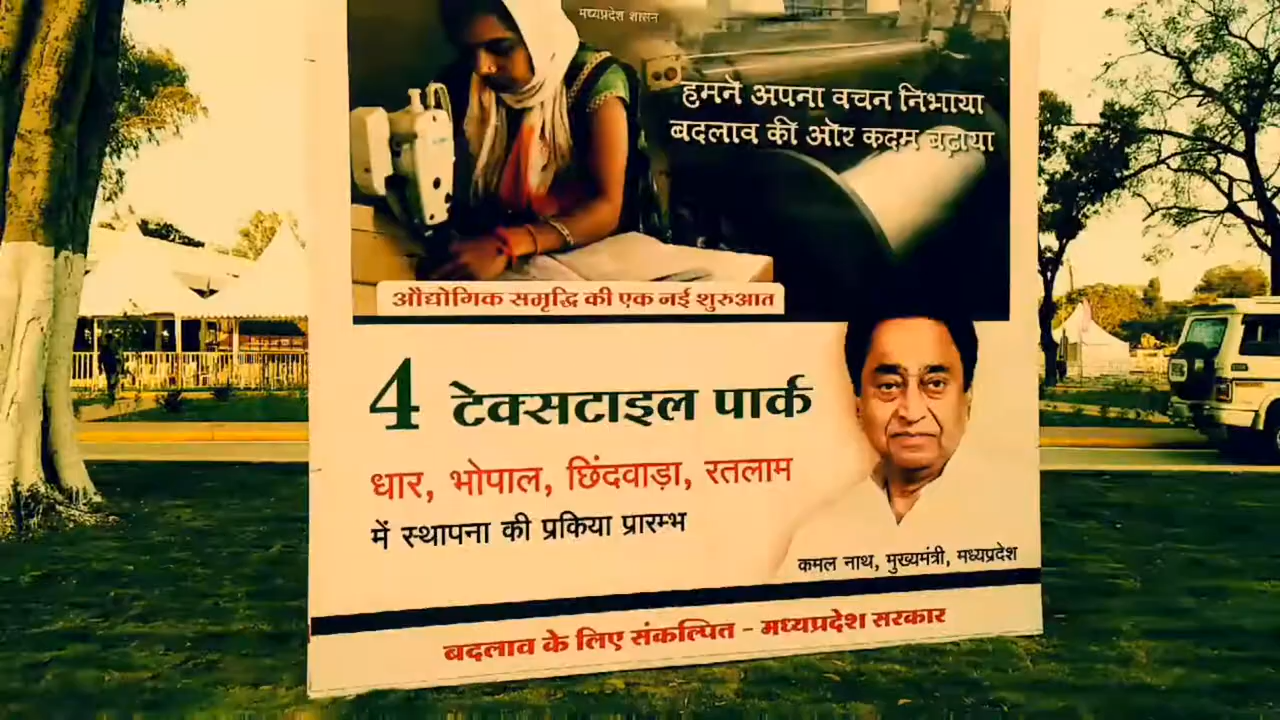 मध्यप्रदेश शासन
हमने अपना वचन निभाया
बदलाव की ओर कदम बढ़ाया
औद्योगिक समृद्धि की एक नई शुरुआत
4 टेक्सटाइल पार्क
धार, भोपाल, छिंदवाड़ा, रतलाम
में स्थापना की प्रकिया प्रारम्भ
कमल नाथ, मुख्यमंत्री, मध्यप्रदेश
बदलाव के लिए संकल्पित - मध्यप्रदेश सरकार